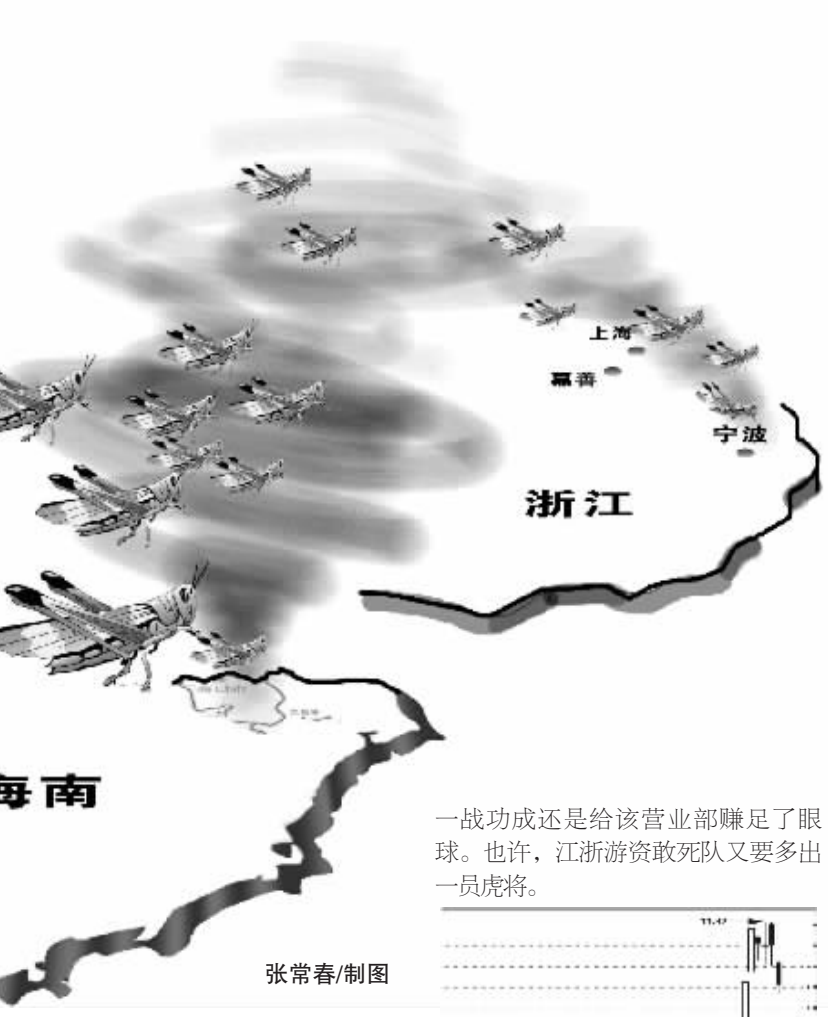 上海
嘉善
宁波
浙江
海南
一战功成还是给该营业部赚足了眼
球。也许，江浙游资敢死队又要多出
一员虎将。
张常春/制图